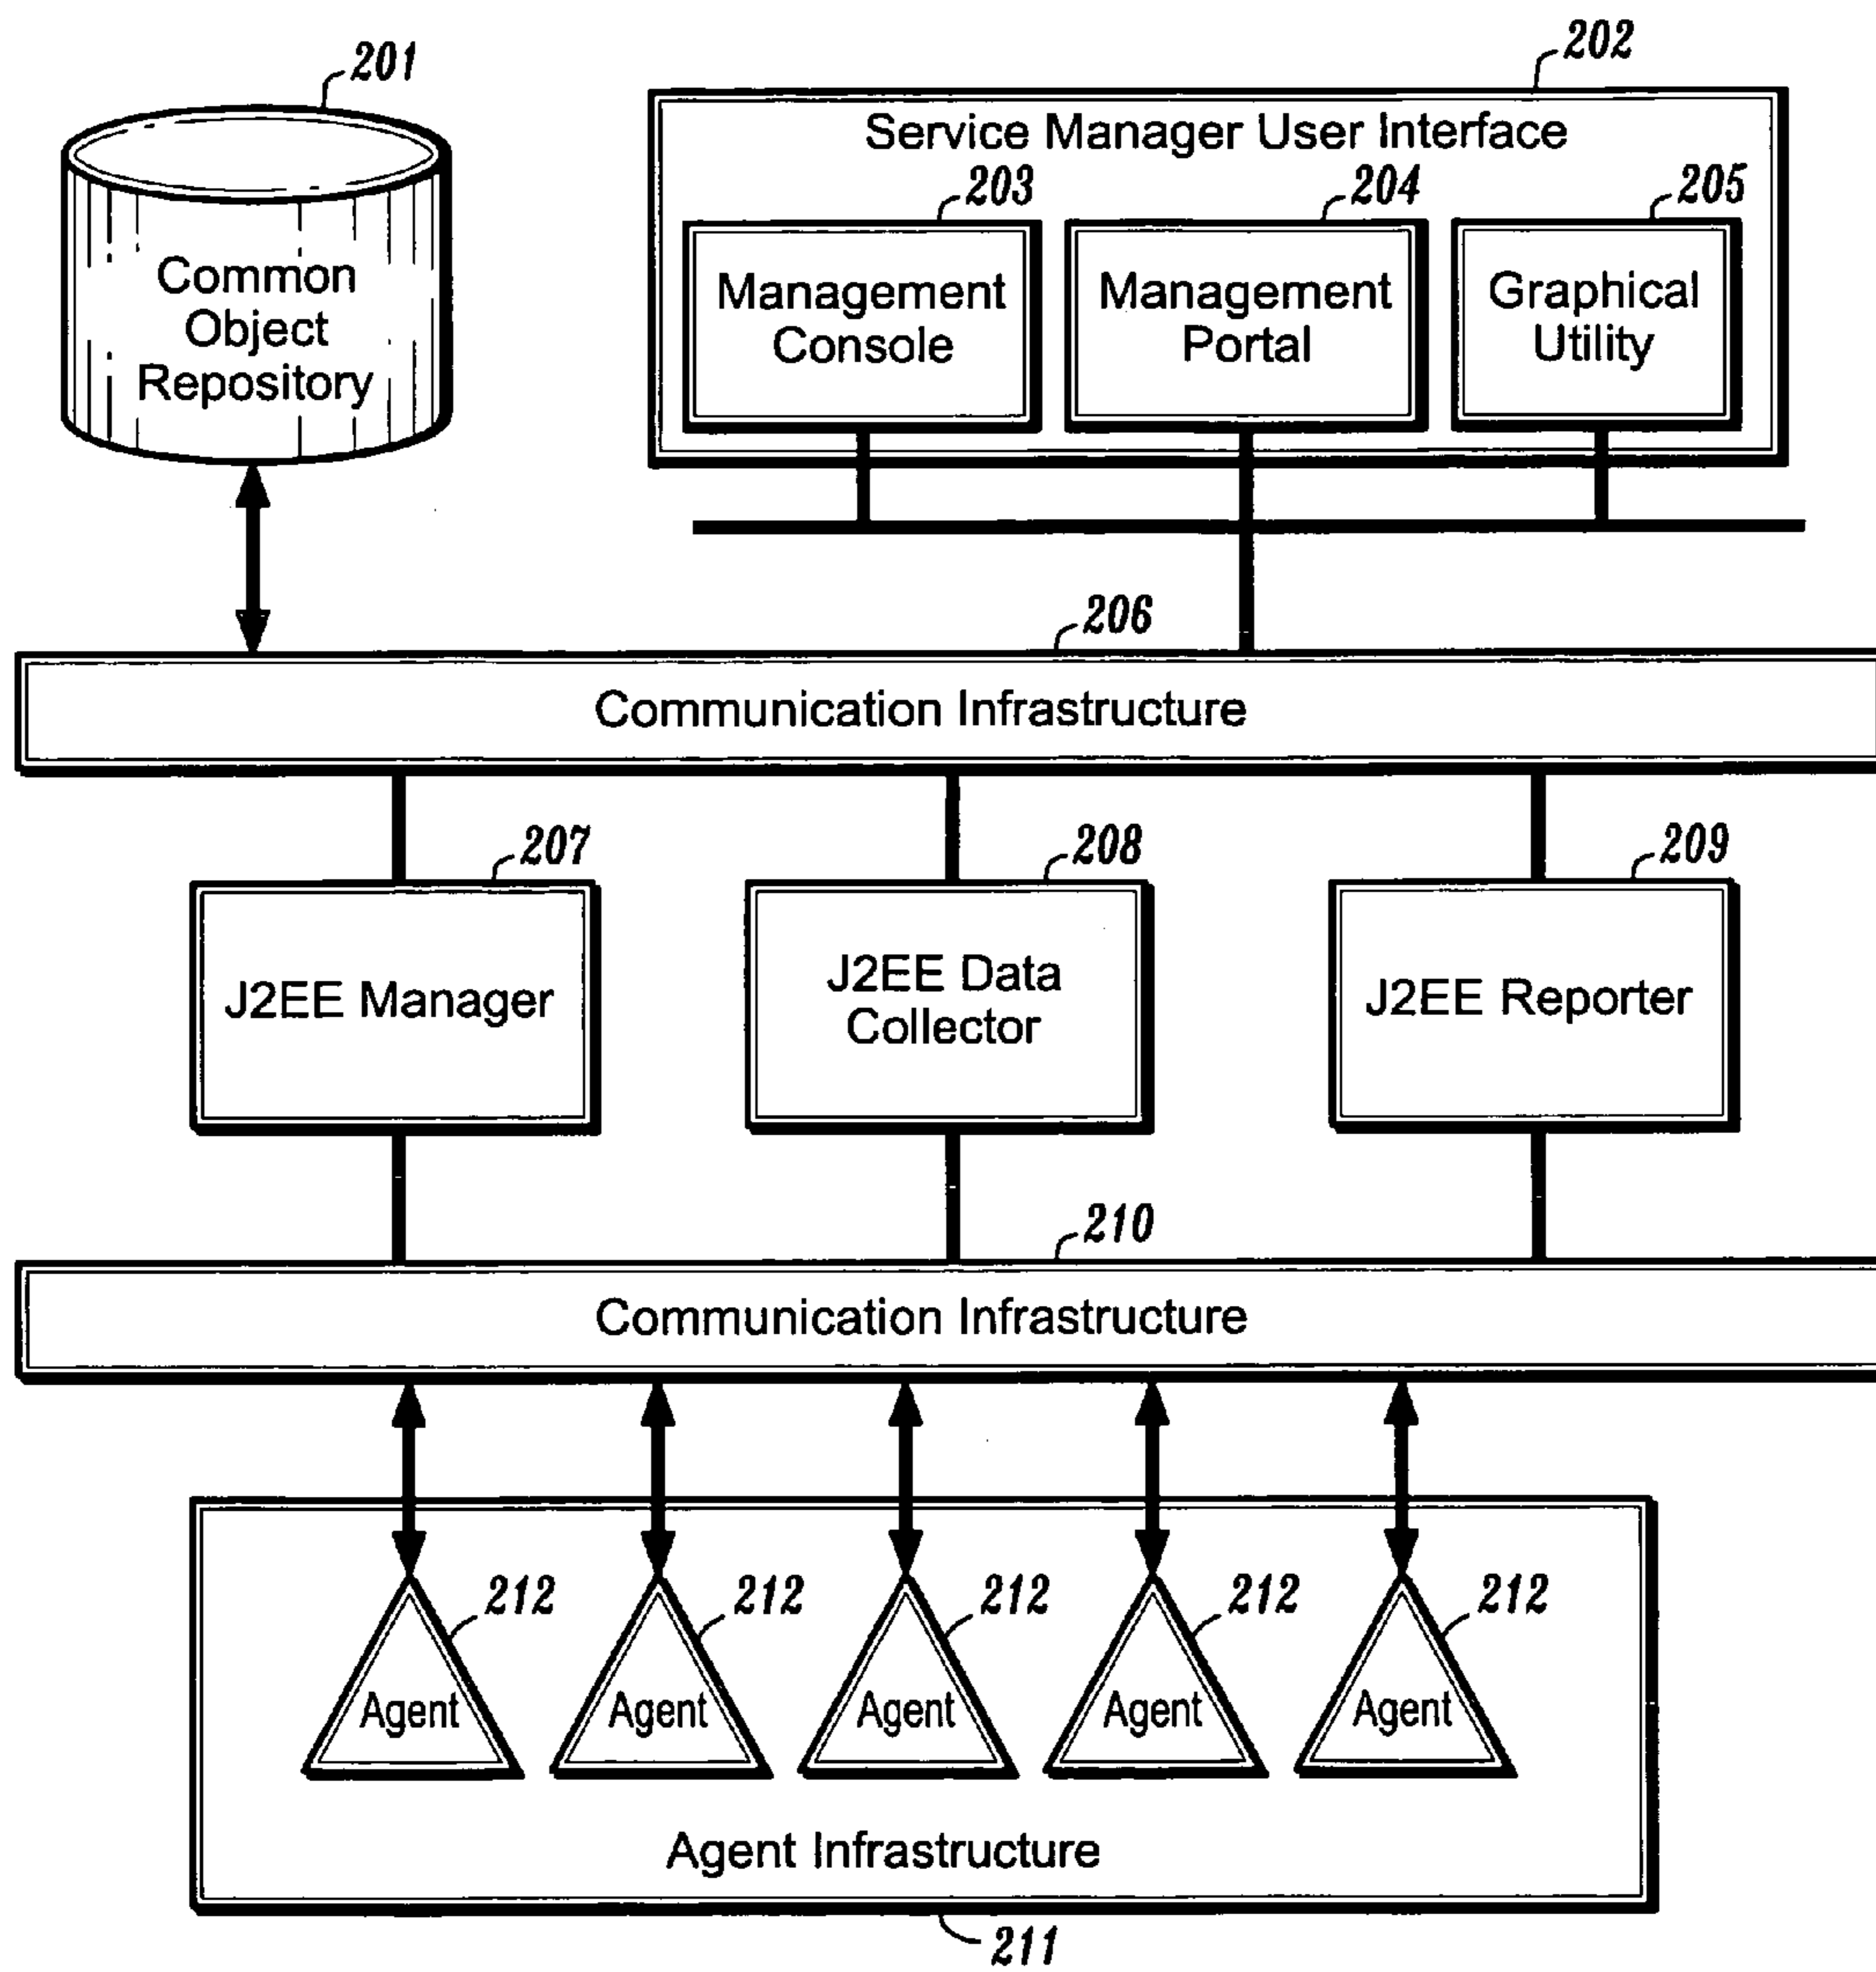 201
202
Service Manager User Interface
203
204
205
Common
Object
Repository
Management
Console
Management
Portal
Graphical
Utility
206
Communication Infrastructure
207
208
209
J2EE Manager
J2EE Data
Collector
J2EE Reporter
210
Communication Infrastructure
212
212
212
212
212
Agent
Agent
Agent
Agent
Agent
Agent Infrastructure
211